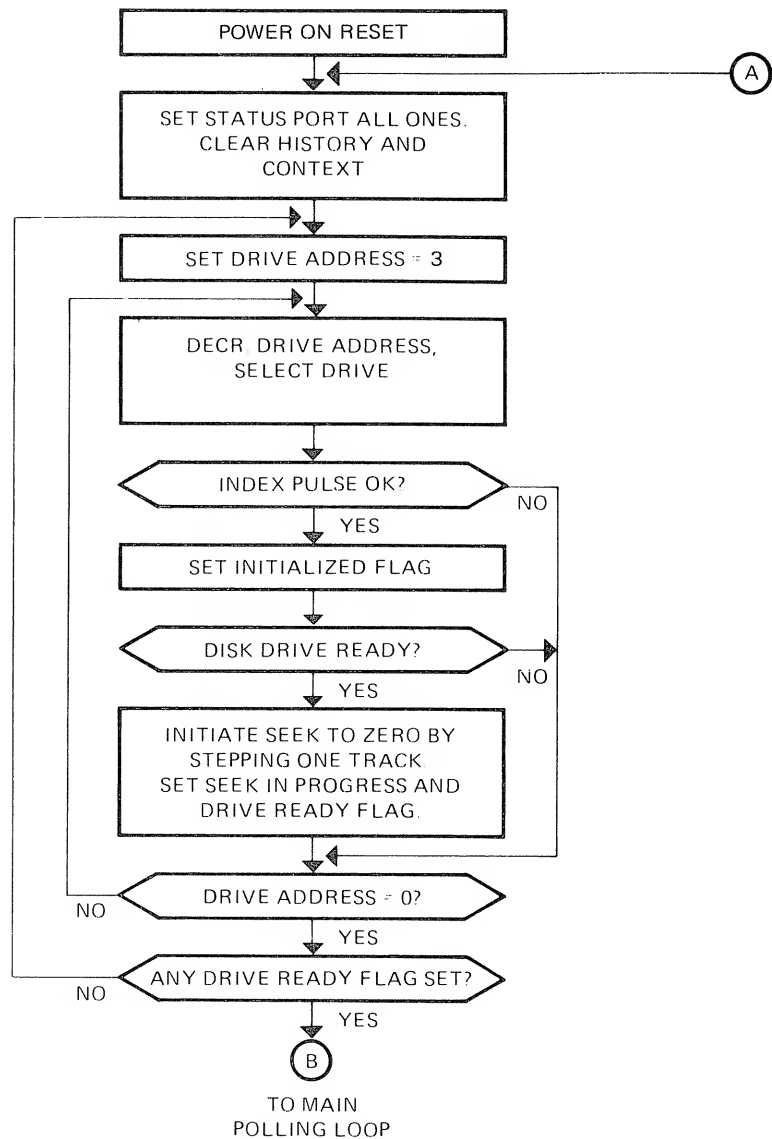 POWER ON RESET
A
SET STATUS PORT ALL ONES.
CLEAR HISTORY AND
CONTEXT
SET DRIVE ADDRESS = 3
DECR. DRIVE ADDRESS,
SELECT DRIVE
INDEX PULSE OK?
NO
YES
SET INITIALIZED FLAG
DISK DRIVE READY?
NO
YES
INITIATE SEEK TO ZERO BY
STEPPING ONE TRACK.
SET SEEK IN PROGRESS AND
DRIVE READY FLAG.
DRIVE ADDRESS = 0?
NO
YES
ANY DRIVE READY FLAG SET?
NO
YES
B
TO MAIN
POLLING LOOP